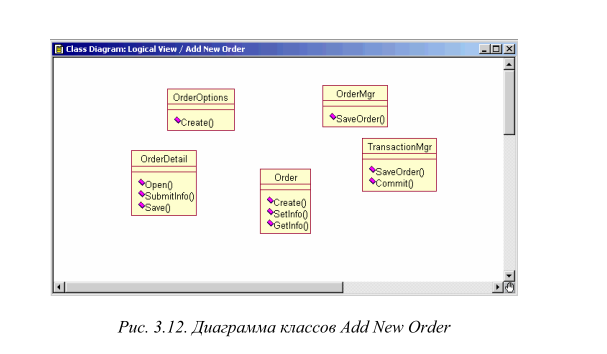 Class Diagram: Logical View / Add New Order
OrderOptions
Create()
OrderMgr
SaveOrder()
OrderDetail
Open()
SubmitInfo()
Save()
Order
Create()
SetInfo()
GetInfo()
TransactionMgr
SaveOrder()
Commit()
Рис. 3.12. Диаграмма классов Add New Order